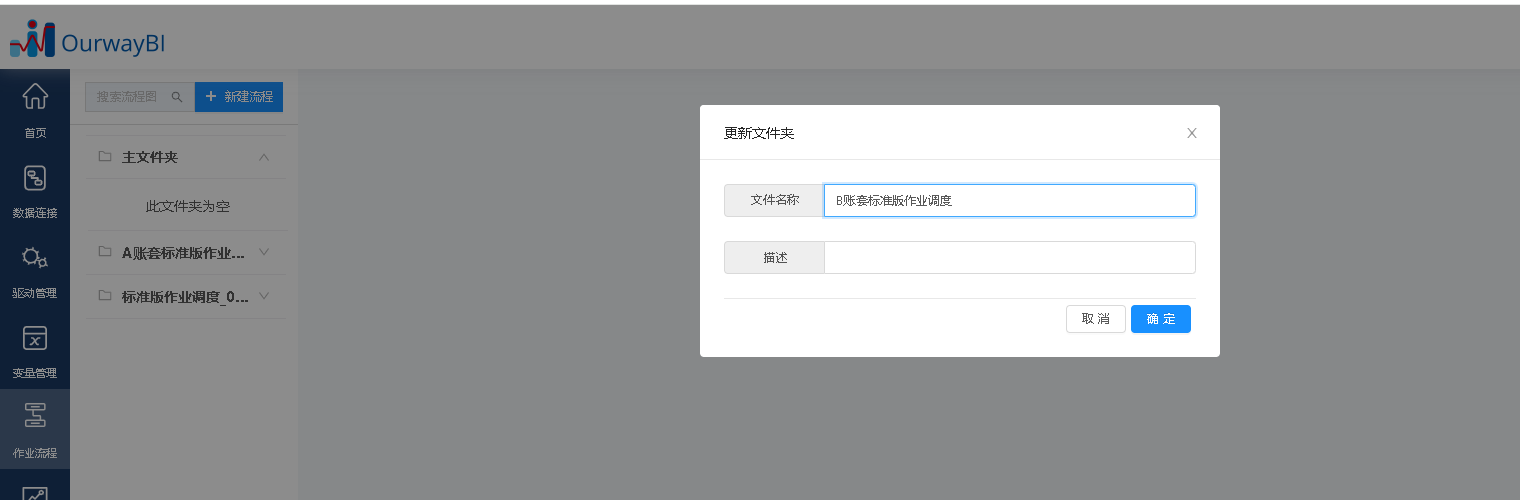 OurwayBI
首页
数据连接
驱动管理
变量管理
作业流程
搜索流程图
+ 新建流程
主文件夹
此文件夹为空
A账套标准版作业...
标准版作业调度_0...
更新文件夹
文件名称
B账套标准版作业调度
描述
取 消
确 定